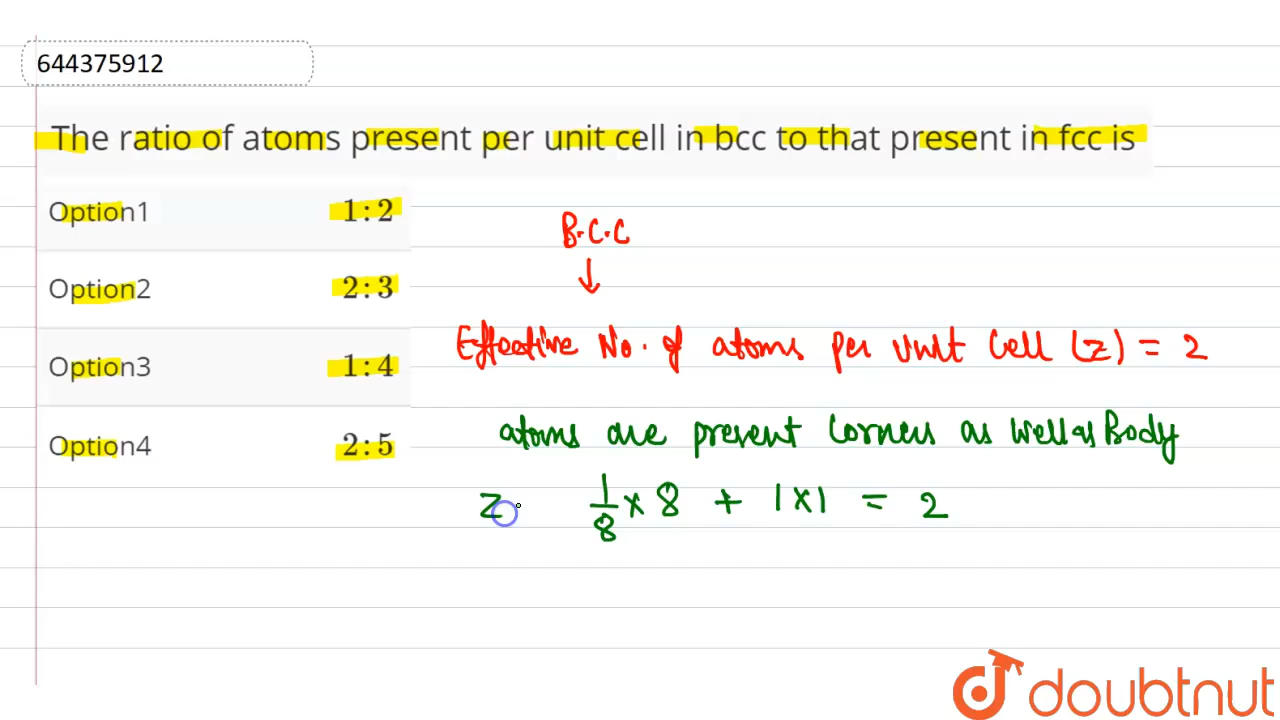 644375912
The ratio of atoms present per unit cell in bcc to that present in fcc is
Option1 1 : 2
Option2 2 : 3
Option3 1 : 4
Option4 2 : 5
B.C.C
↓
Effective No. of atoms per Unit Cell (Z) = 2
atoms are present Corners as well as Body
Z 1/8 × 8 + 1×1 = 2
doubtnut